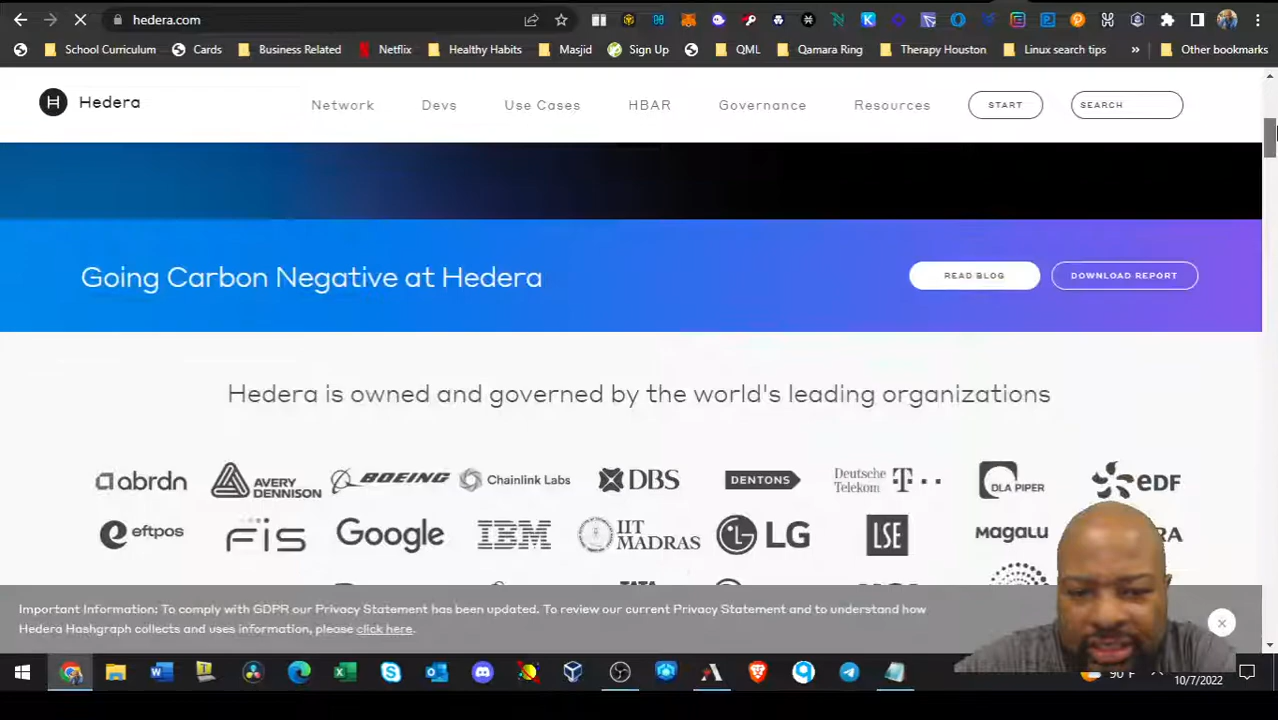 hedera.com
School Curriculum Cards Business Related Netflix Healthy Habits Masjid Sign Up QML Qamara Ring Therapy Houston Linux search tips » Other bookmarks
H Hedera Network Devs Use Cases HBAR Governance Resources START SEARCH
Going Carbon Negative at Hedera READ BLOG DOWNLOAD REPORT
Hedera is owned and governed by the world's leading organizations
abrdn AVERY DENNISON BOEING Chainlink Labs DBS DENTONS Deutsche Telekom T DLA PIPER eDF
eftpos FIS Google IBM IIT MADRAS LG LSE MAGALU
Important Information: To comply with GDPR our Privacy Statement has been updated. To review our current Privacy Statement and to understand how
Hedera Hashgraph collects and uses information, please click here.
90°F
10/7/2022